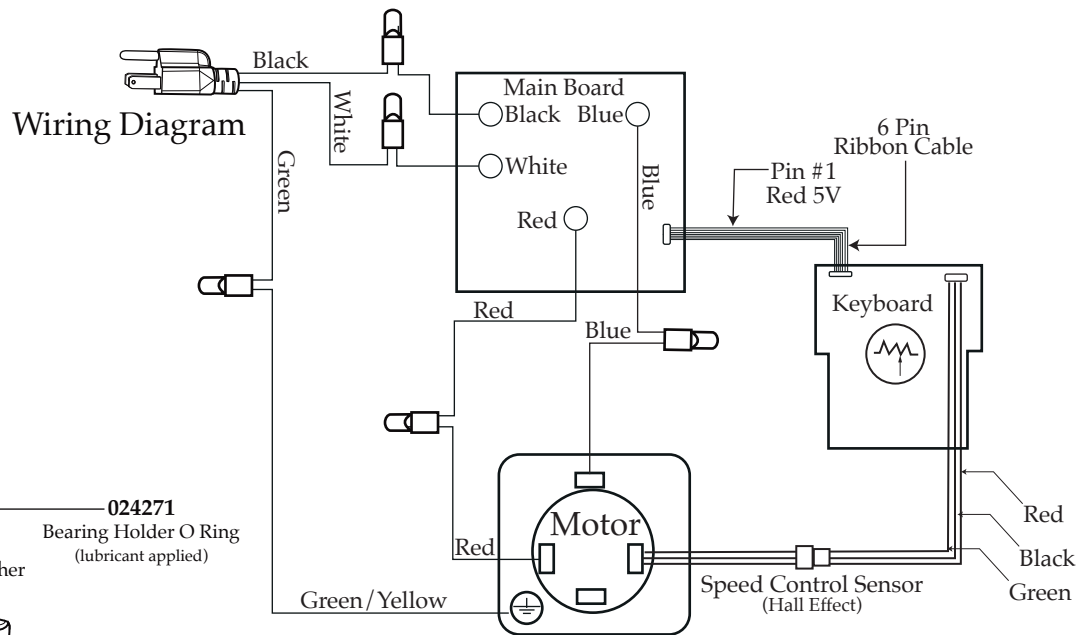 Wiring Diagram
Black
White
Green
Main Board
Black
Blue
White
Red
Blue
6 Pin
Ribbon Cable
Pin #1
Red 5V
Keyboard
Red
Blue
Motor
Red
Green/Yellow
Speed Control Sensor
(Hall Effect)
Red
Black
Green
024271
Bearing Holder O Ring
(lubricant applied)
her